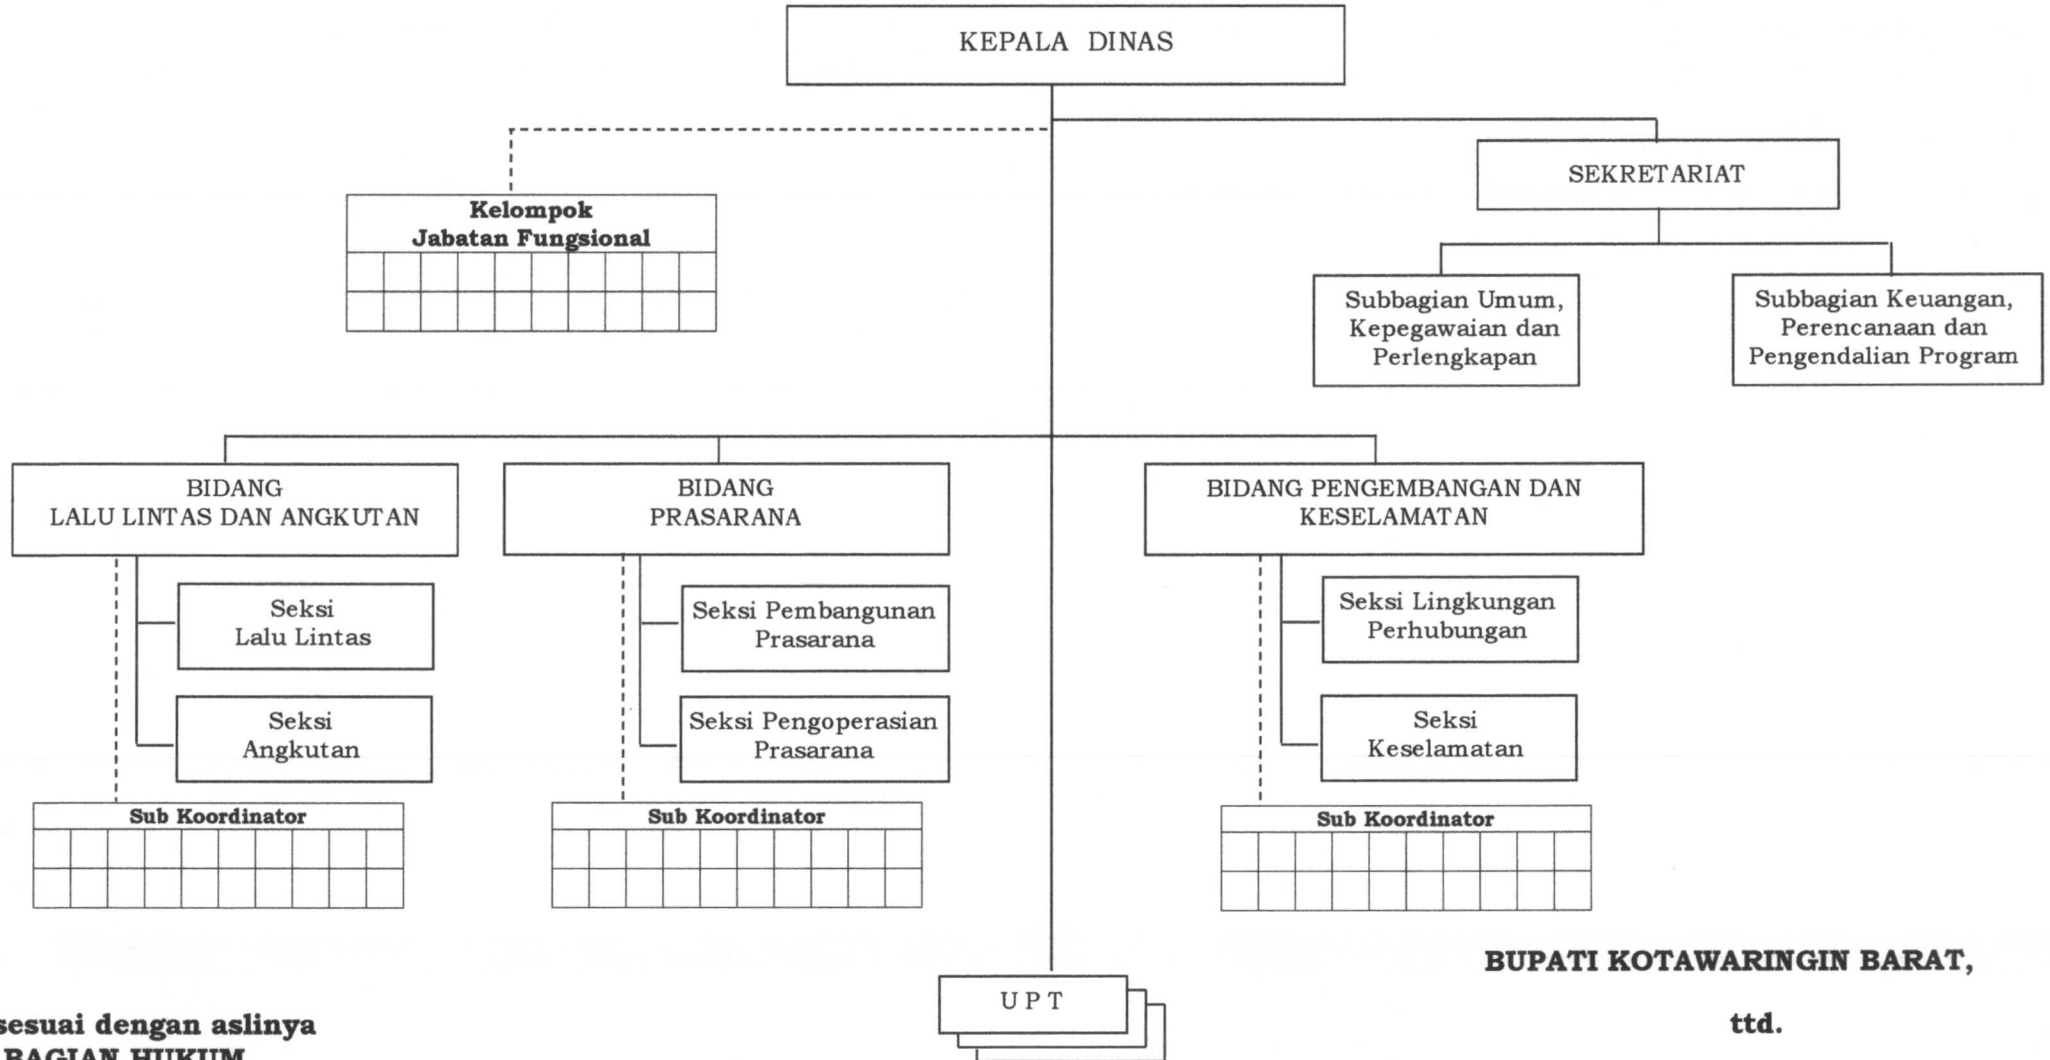 KEPALA DINAS
SEKRETARIAT
Kelompok
Jabatan Fungsional
Subbagian Umum,
Kepegawaian dan
Perlengkapan
Subbagian Keuangan,
Perencanaan dan
Pengendalian Program
BIDANG
LALU LINTAS DAN ANGKUTAN
BIDANG
PRASARANA
BIDANG PENGEMBANGAN DAN
KESELAMATAN
Seksi
Lalu Lintas
Seksi Pembangunan
Prasarana
Seksi Lingkungan
Perhubungan
Seksi
Angkutan
Seksi Pengoperasian
Prasarana
Seksi
Keselamatan
Sub Koordinator
Sub Koordinator
Sub Koordinator
BUPATI KOTAWARINGIN BARAT,
UPT
sesuai dengan aslinya
BAGIAN HUKUM
ttd.